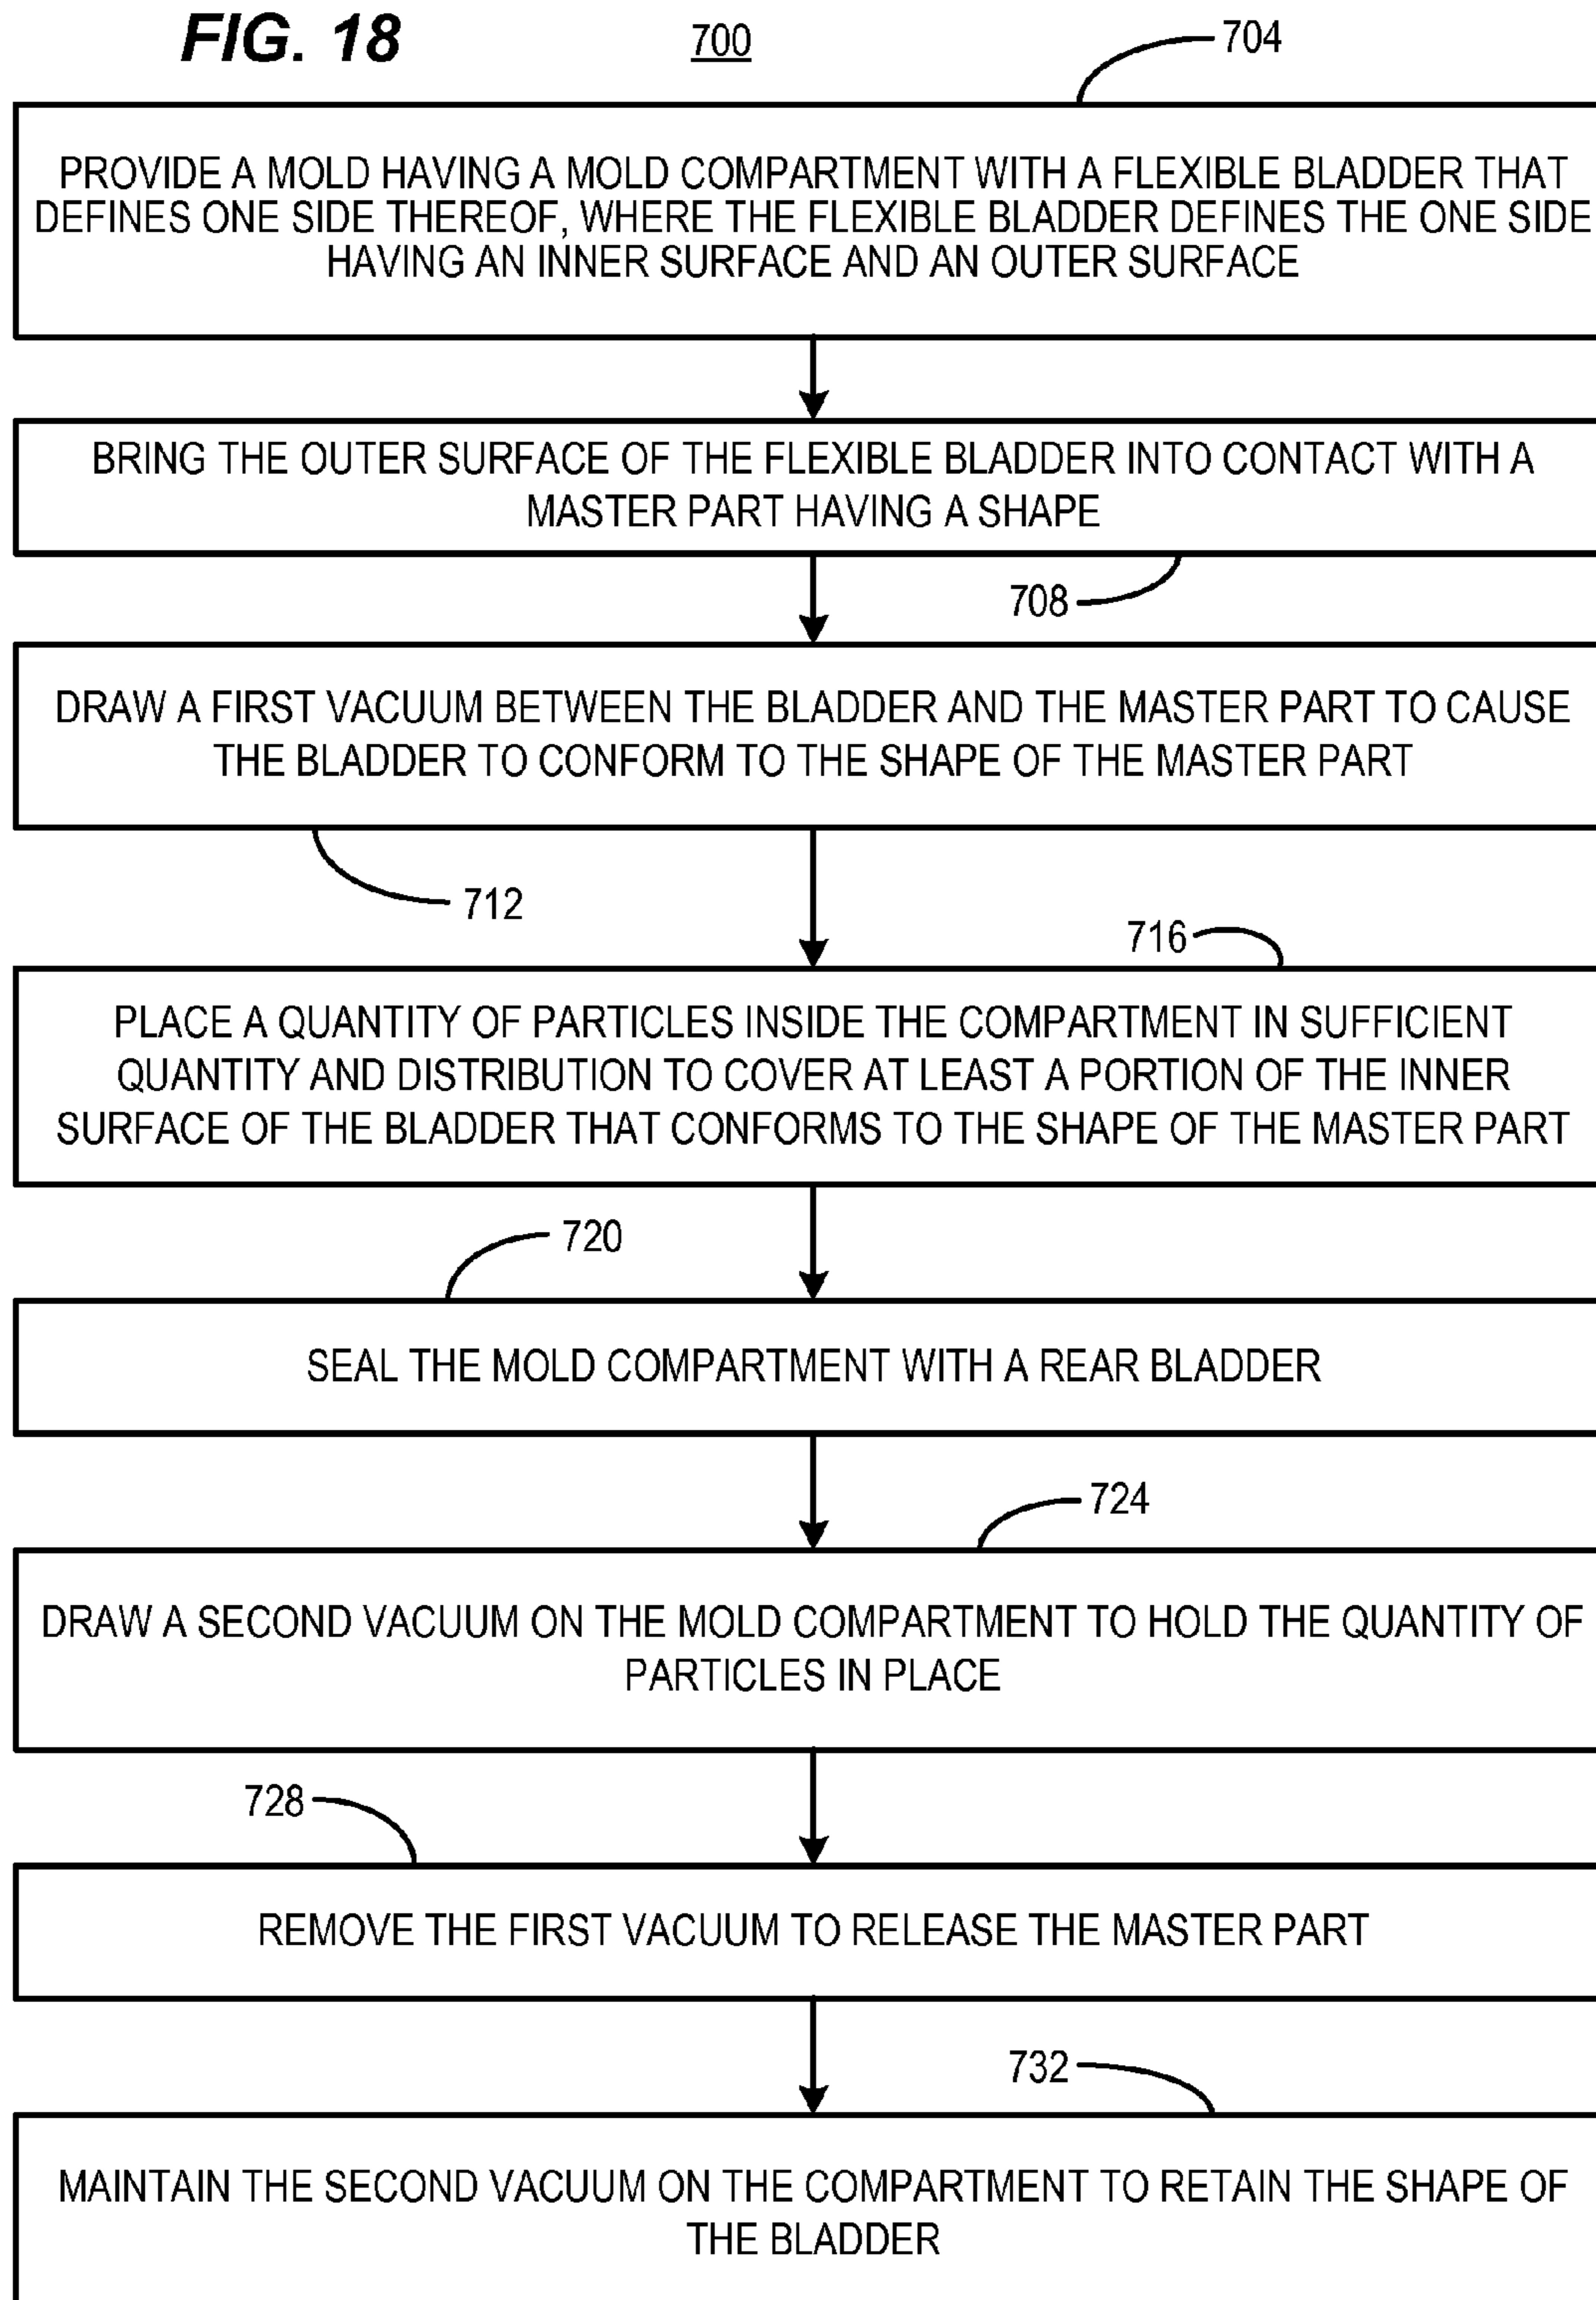 FIG. 18
700
704
PROVIDE A MOLD HAVING A MOLD COMPARTMENT WITH A FLEXIBLE BLADDER THAT
DEFINES ONE SIDE THEREOF, WHERE THE FLEXIBLE BLADDER DEFINES THE ONE SIDE
HAVING AN INNER SURFACE AND AN OUTER SURFACE
BRING THE OUTER SURFACE OF THE FLEXIBLE BLADDER INTO CONTACT WITH A
MASTER PART HAVING A SHAPE
708
DRAW A FIRST VACUUM BETWEEN THE BLADDER AND THE MASTER PART TO CAUSE
THE BLADDER TO CONFORM TO THE SHAPE OF THE MASTER PART
712
716
PLACE A QUANTITY OF PARTICLES INSIDE THE COMPARTMENT IN SUFFICIENT
QUANTITY AND DISTRIBUTION TO COVER AT LEAST A PORTION OF THE INNER
SURFACE OF THE BLADDER THAT CONFORMS TO THE SHAPE OF THE MASTER PART
720
SEAL THE MOLD COMPARTMENT WITH A REAR BLADDER
724
DRAW A SECOND VACUUM ON THE MOLD COMPARTMENT TO HOLD THE QUANTITY OF
PARTICLES IN PLACE
728
REMOVE THE FIRST VACUUM TO RELEASE THE MASTER PART
732
MAINTAIN THE SECOND VACUUM ON THE COMPARTMENT TO RETAIN THE SHAPE OF
THE BLADDER